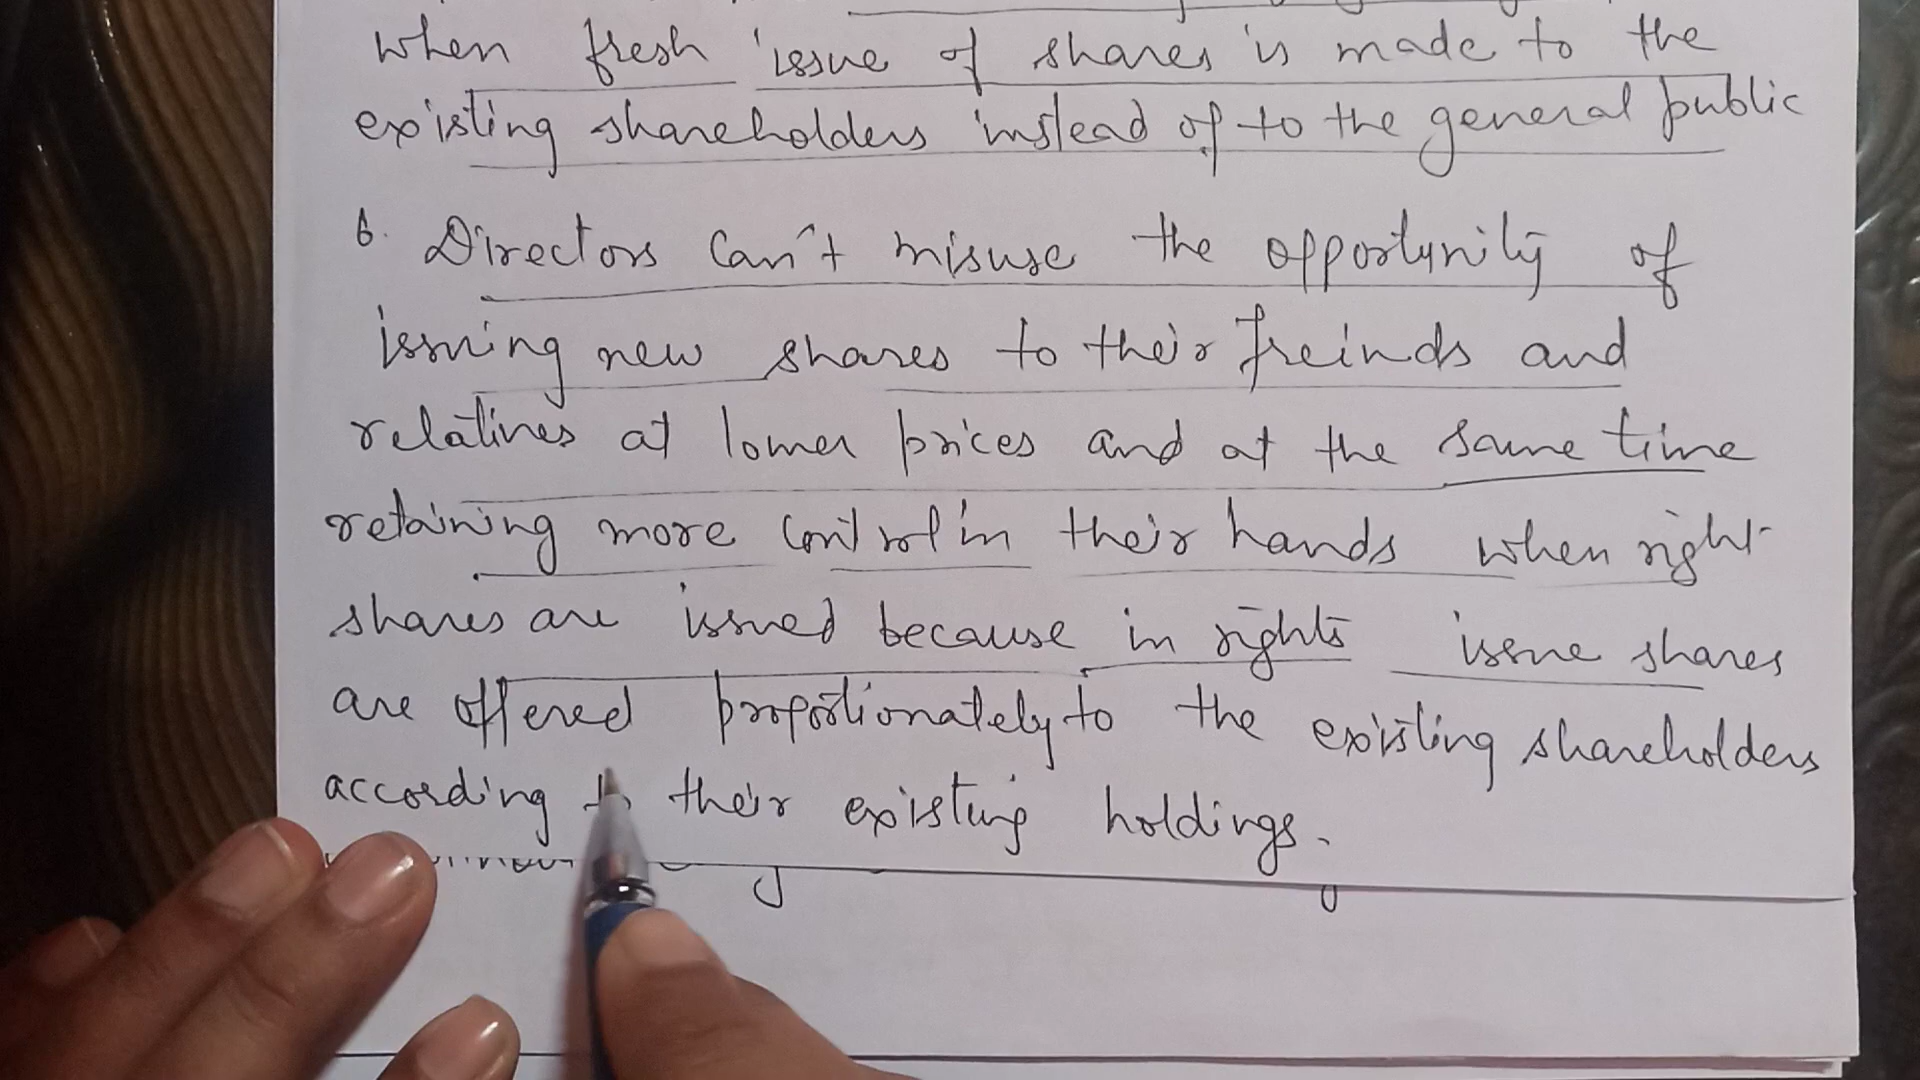 when fresh issue of shares is made to the
existing shareholders instead of to the general public
6. Directors can't misuse the opportunity of
issuing new shares to their freinds and
relatives at lower prices and at the same time
retaining more control in their hands when right
shares are issued because in rights issue shares
are offered proportionately to the existing shareholders
according to their existing holdings.